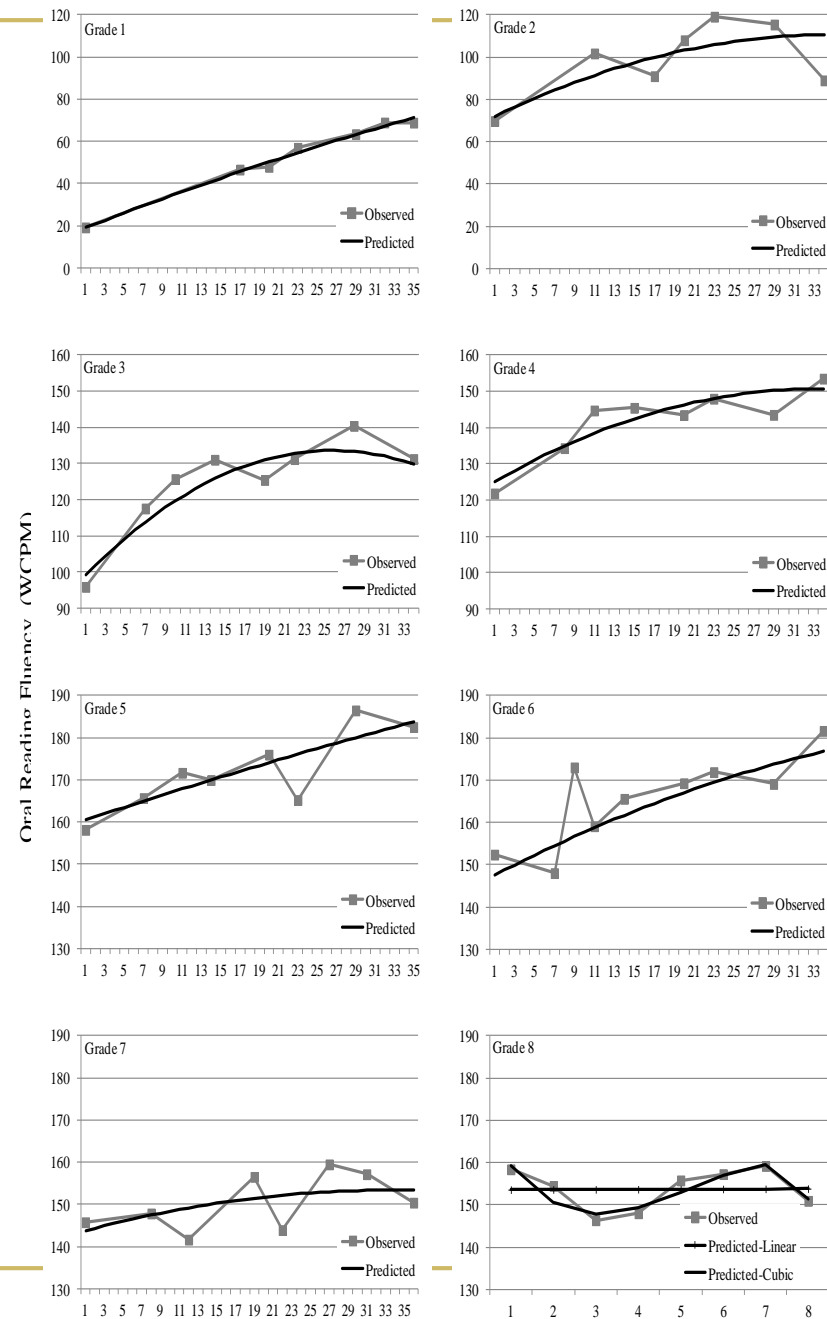 Oral Reading Fluency (WCPM)
Grade 1
120
100
80
60
40
20
0
Observed
Predicted
1 3 5 7 9 11 13 15 17 19 21 23 25 27 29 31 33 35
Grade 2
120
100
80
60
40
20
0
Observed
Predicted
1 3 5 7 9 11 13 15 17 19 21 23 25 27 29 31 33
Grade 3
160
150
140
130
120
110
100
90
Observed
Predicted
1 3 5 7 9 11 13 15 17 19 21 23 25 27 29 31 33
Grade 4
160
150
140
130
120
110
100
90
Observed
Predicted
1 3 5 7 9 11 13 15 17 19 21 23 25 27 29 31 33
Grade 5
190
180
170
160
150
140
130
Observed
Predicted
1 3 5 7 9 11 13 15 17 19 21 23 25 27 29 31 33 35
Grade 6
190
180
170
160
150
140
130
Observed
Predicted
1 3 5 7 9 11 13 15 17 19 21 23 25 27 29 31 33
Grade 7
190
180
170
160
150
140
130
Observed
Predicted
1 3 5 7 9 11 13 15 17 19 21 23 25 27 29 31 33 35
Grade 8
190
180
170
160
150
140
130
Observed
Predicted-Linear
Predicted-Cubic
1 2 3 4 5 6 7 8